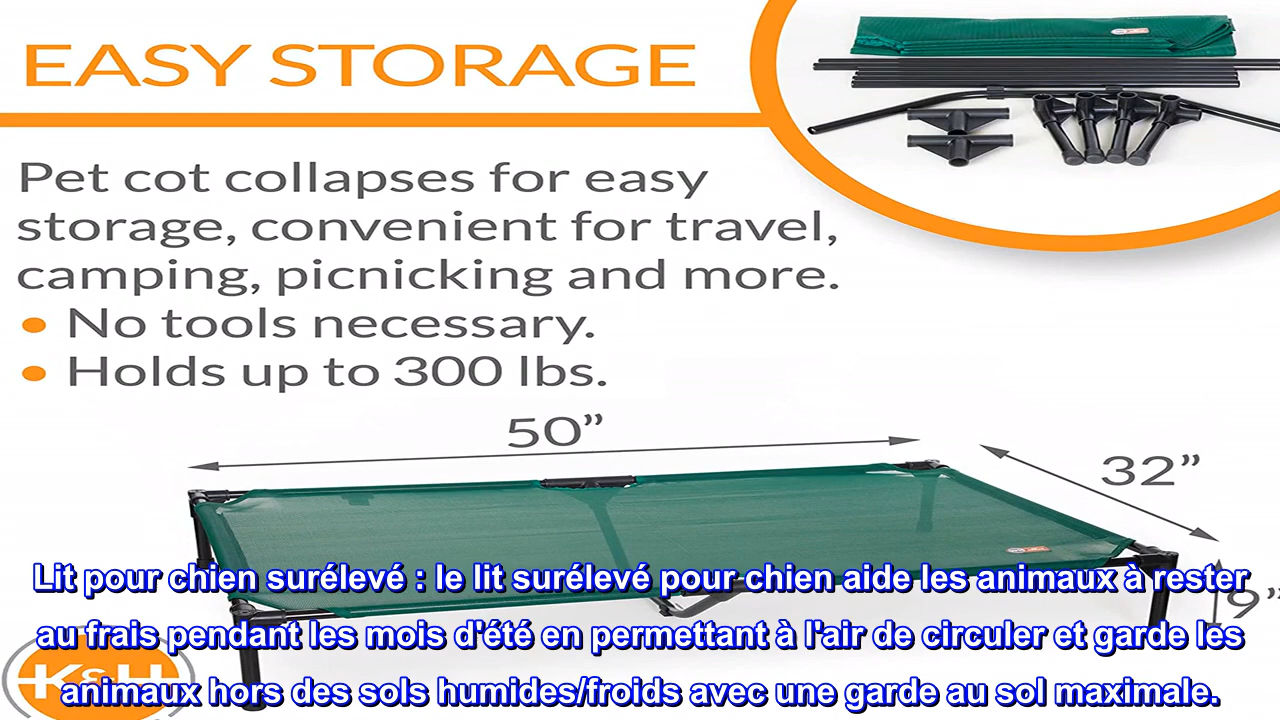 EASY STORAGE
Pet cot collapses for easy
storage, convenient for travel,
camping, picnicking and more.
• No tools necessary.
• Holds up to 300 lbs.
50”
32”
9”
Lit pour chien surélevé : le lit surélevé pour chien aide les animaux à rester
au frais pendant les mois d'été en permettant à l'air de circuler et garde les
animaux hors des sols humides/froids avec une garde au sol maximale.
K&H